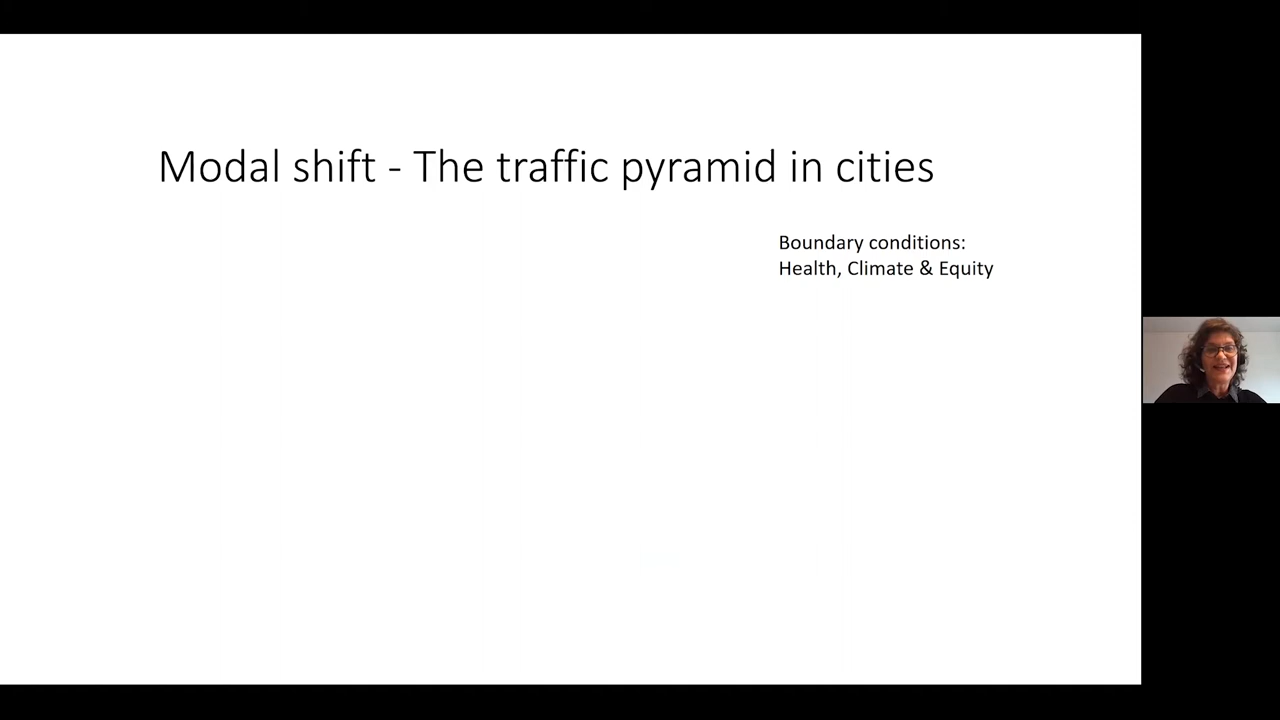 Modal shift - The traffic pyramid in cities
Boundary conditions:
Health, Climate & Equity